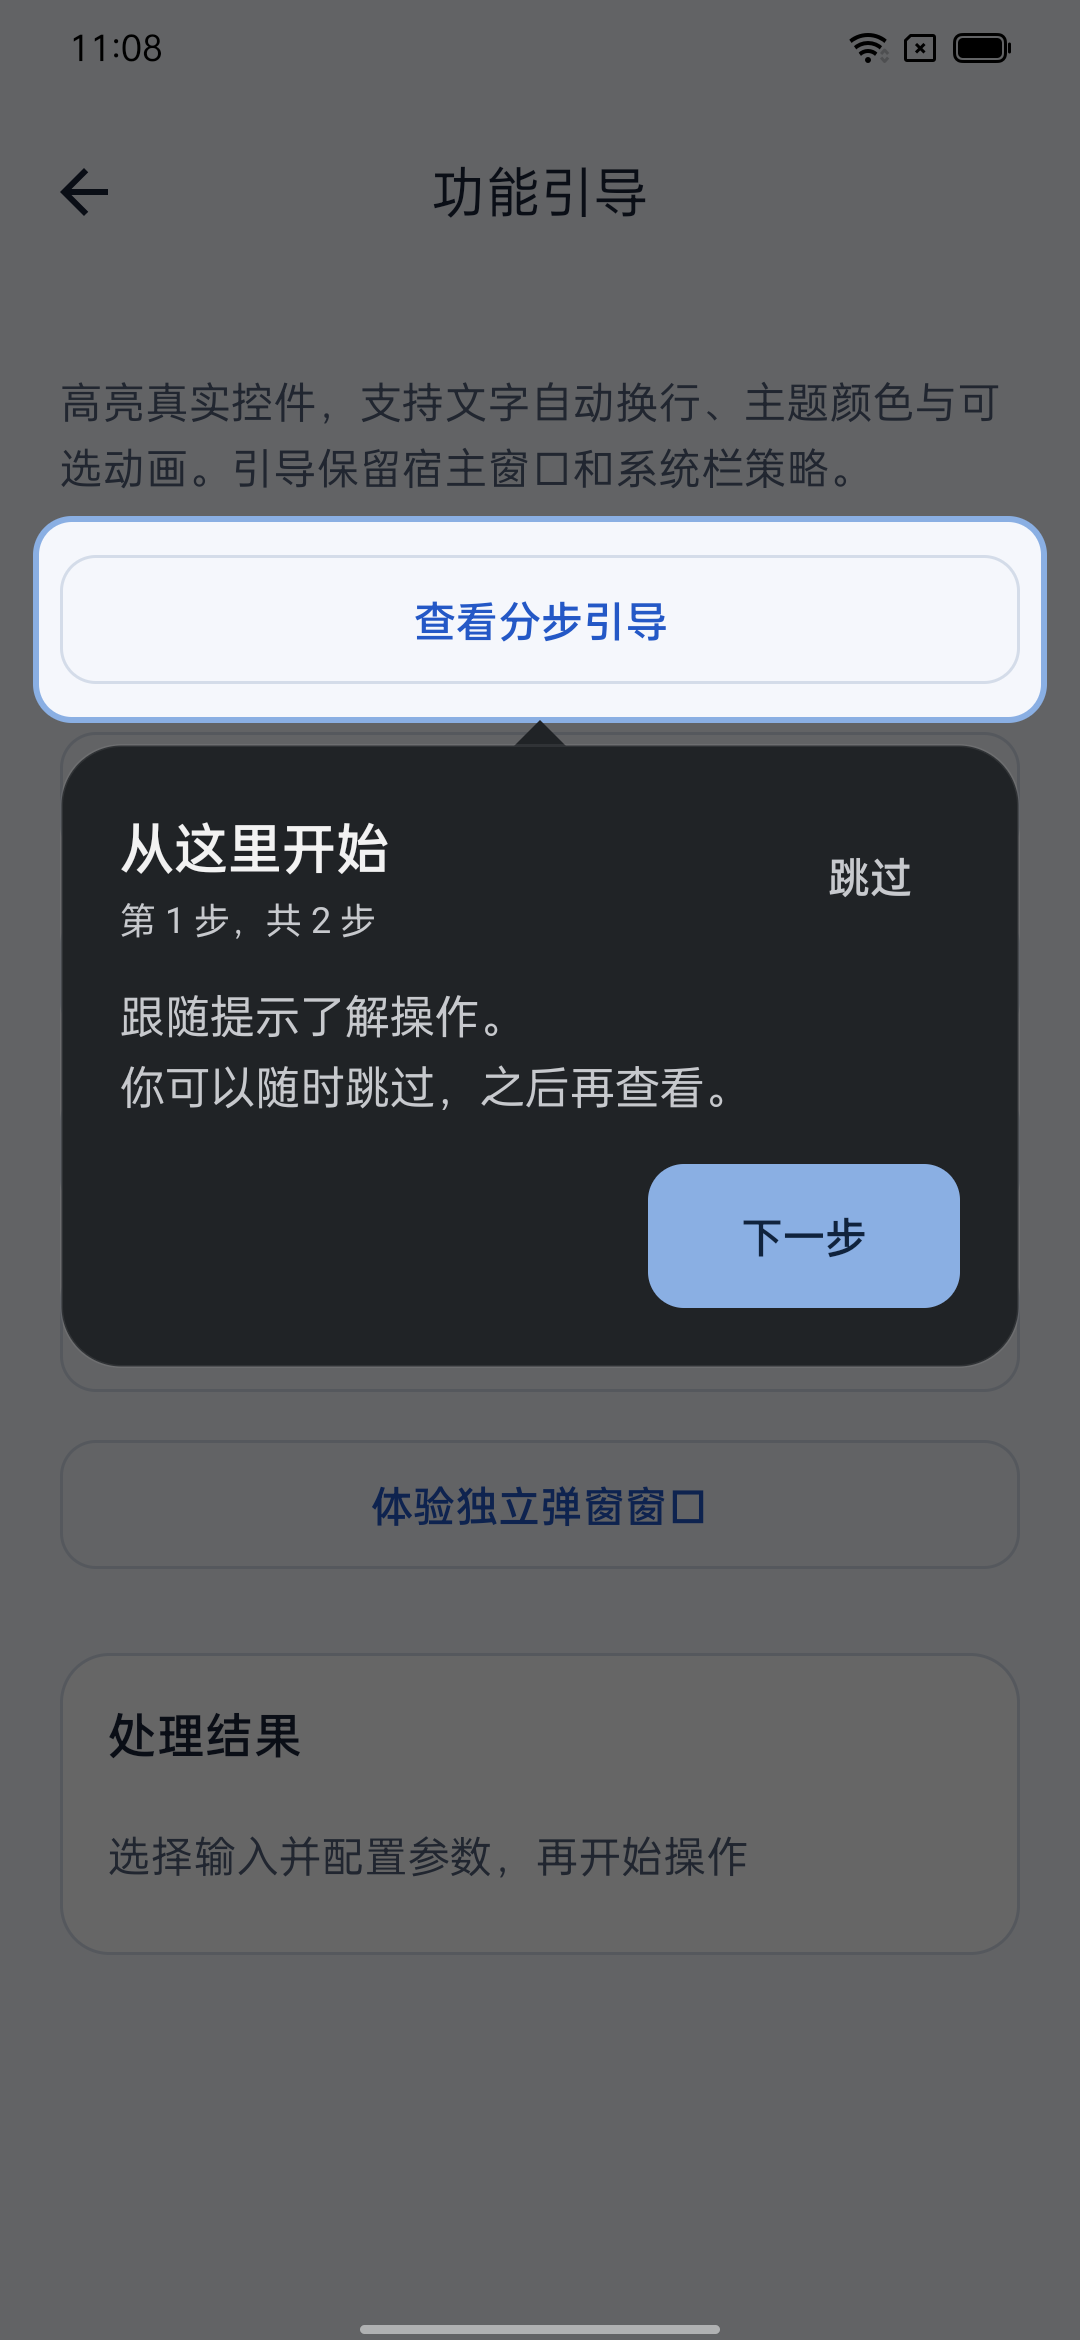 11:08
功能引导
高亮真实控件，支持文字自动换行、主题颜色与可
选动画。引导保留宿主窗口和系统栏策略。
查看分步引导
从这里开始
跳过
第 1 步，共 2 步
跟随提示了解操作。
你可以随时跳过，之后再查看。
下一步
体验独立弹窗窗口
处理结果
选择输入并配置参数，再开始操作